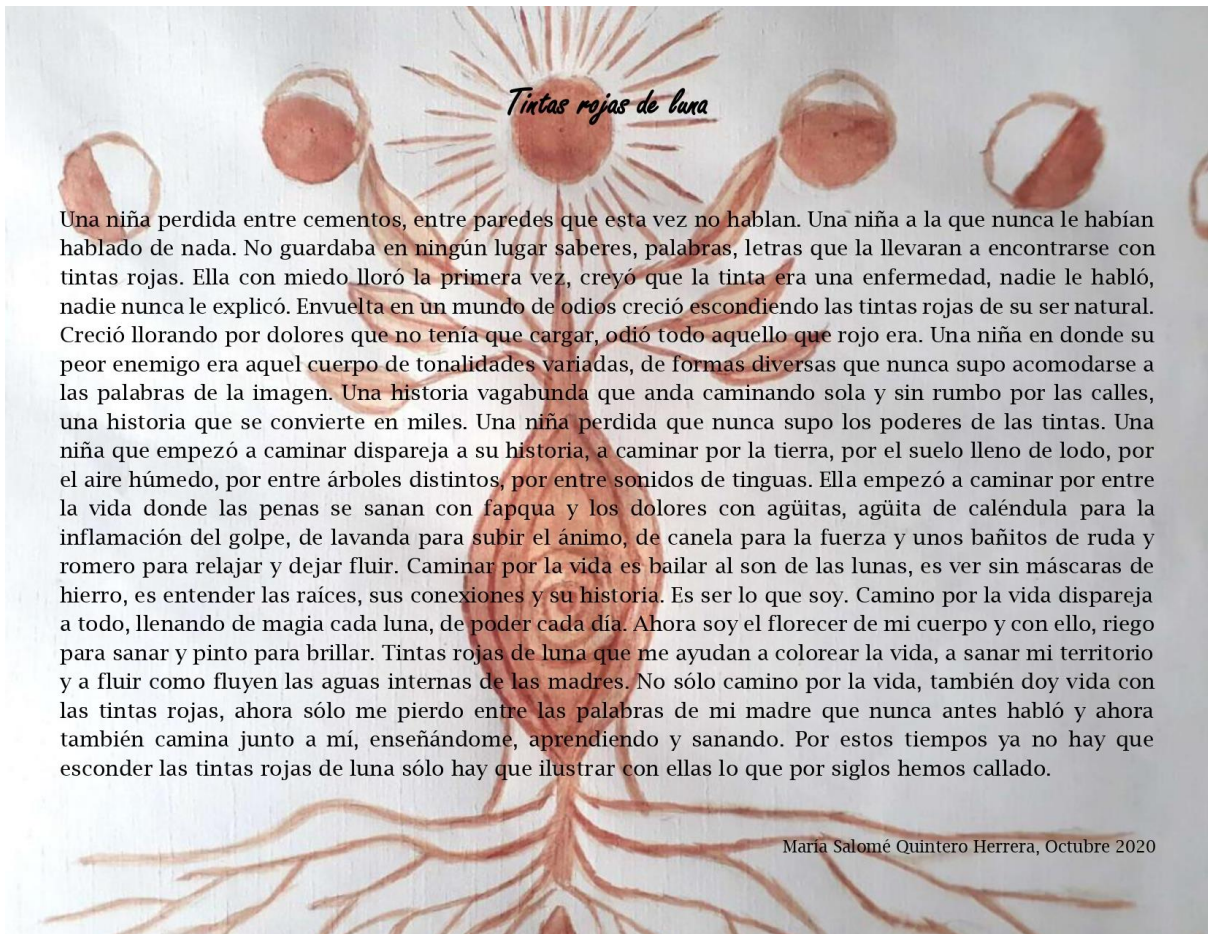 Tintas rojas de luna
Una niña perdida entre cementos, entre paredes que esta vez no hablan. Una niña a la que nunca le habían
hablado de nada. No guardaba en ningún lugar saberes, palabras, letras que la llevaran a encontrarse con
tintas rojas. Ella con miedo lloró la primera vez, creyó que la tinta era una enfermedad, nadie le habló,
nadie nunca le explicó. Envuelta en un mundo de odios creció escondiendo las tintas rojas de su ser natural.
Creció llorando por dolores que no tenía que cargar, odió todo aquello que rojo era. Una niña en donde su
peor enemigo era aquel cuerpo de tonalidades variadas, de formas diversas que nunca supo acomodarse a
las palabras de la imagen. Una historia vagabunda que anda caminando sola y sin rumbo por las calles,
una historia que se convierte en miles. Una niña perdida que nunca supo los poderes de las tintas. Una
niña que empezó a caminar dispareja a su historia, a caminar por la tierra, por el suelo lleno de lodo, por
el aire húmedo, por entre árboles distintos, por entre sonidos de tinguas. Ella empezó a caminar por entre
la vida donde las penas se sanan con fapqua y los dolores con agüitas, agüita de caléndula para la
inflamación del golpe, de lavanda para subir el ánimo, de canela para la fuerza y unos bañitos de ruda y
romero para relajar y dejar fluir. Caminar por la vida es bailar al son de las lunas, es ver sin máscaras de
hierro, es entender las raíces, sus conexiones y su historia. Es ser lo que soy. Camino por la vida dispareja
a todo, llenando de magia cada luna, de poder cada día. Ahora soy el florecer de mi cuerpo y con ello, riego
para sanar y pinto para brillar. Tintas rojas de luna que me ayudan a colorear la vida, a sanar mi territorio
y a fluir como fluyen las aguas internas de las madres. No sólo camino por la vida, también doy vida con
las tintas rojas, ahora sólo me pierdo entre las palabras de mi madre que nunca antes habló y ahora
también camina junto a mí, enseñándome, aprendiendo y sanando. Por estos tiempos ya no hay que
esconder las tintas rojas de luna sólo hay que ilustrar con ellas lo que por siglos hemos callado.
María Salomé Quintero Herrera, Octubre 2020